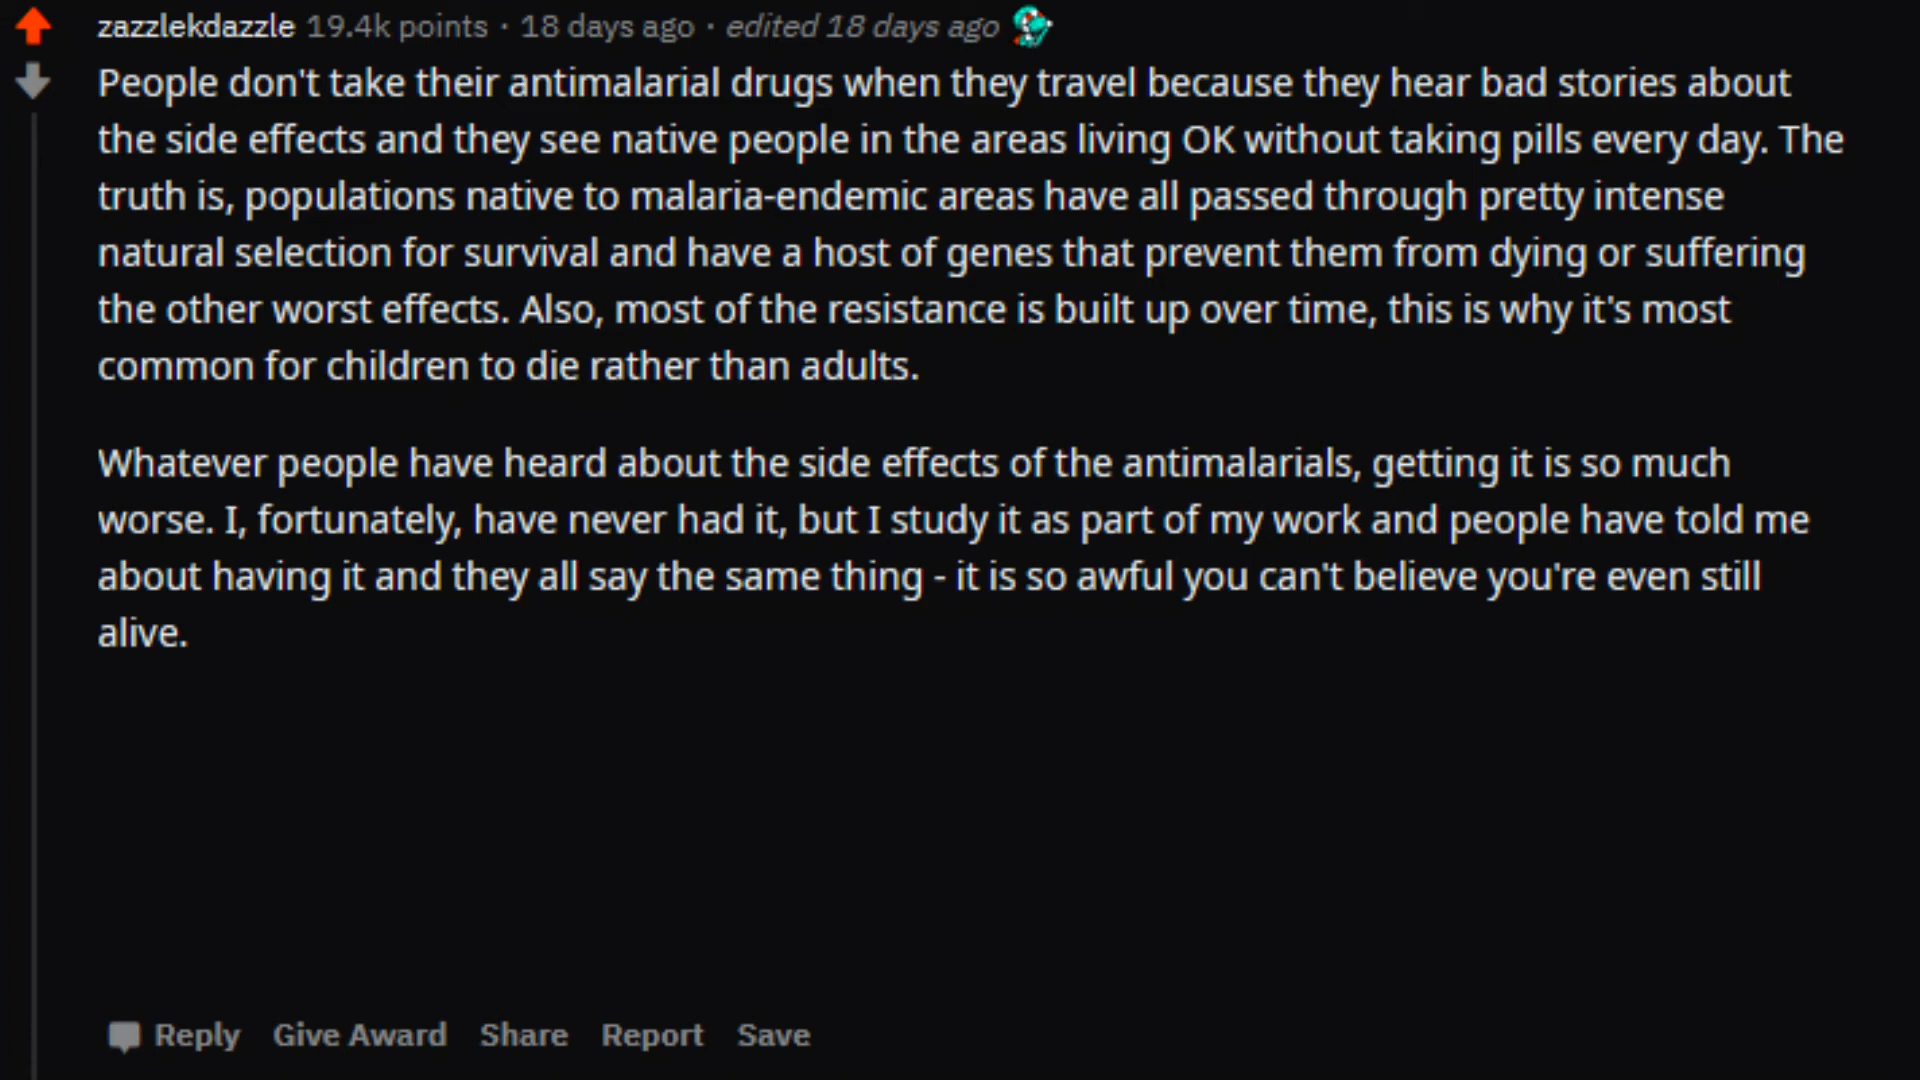 zazzlekdazzle 19.4k points · 18 days ago · edited 18 days ago
People don't take their antimalarial drugs when they travel because they hear bad stories about
the side effects and they see native people in the areas living OK without taking pills every day. The
truth is, populations native to malaria-endemic areas have all passed through pretty intense
natural selection for survival and have a host of genes that prevent them from dying or suffering
the other worst effects. Also, most of the resistance is built up over time, this is why it's most
common for children to die rather than adults.
Whatever people have heard about the side effects of the antimalarials, getting it is so much
worse. I, fortunately, have never had it, but I study it as part of my work and people have told me
about having it and they all say the same thing - it is so awful you can't believe you're even still
alive.
Reply Give Award Share Report Save